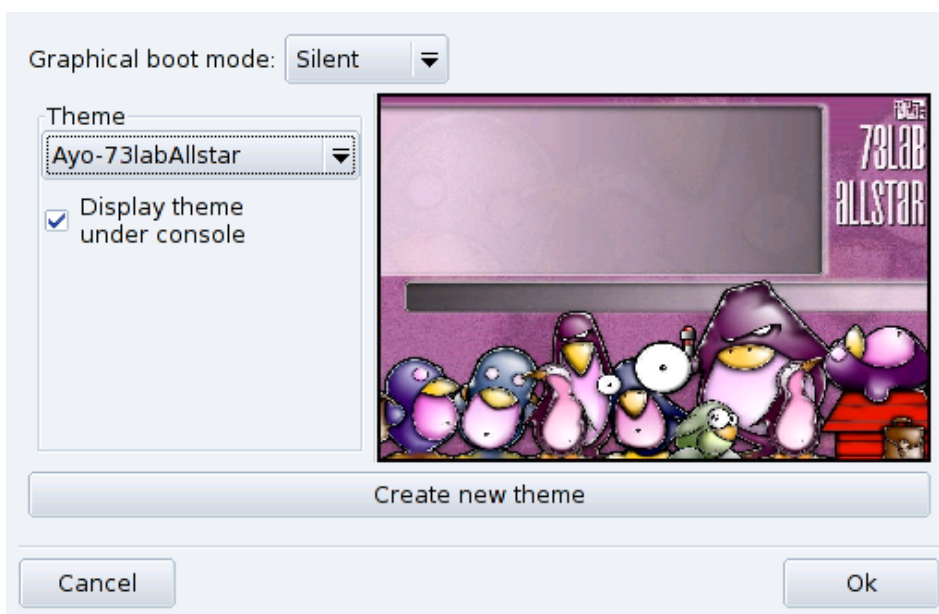 Graphical boot mode: Silent
Theme
Ayo-73labAllstar
Display theme
under console
73LAB
ALLSTAR
Create new theme
Cancel
Ok